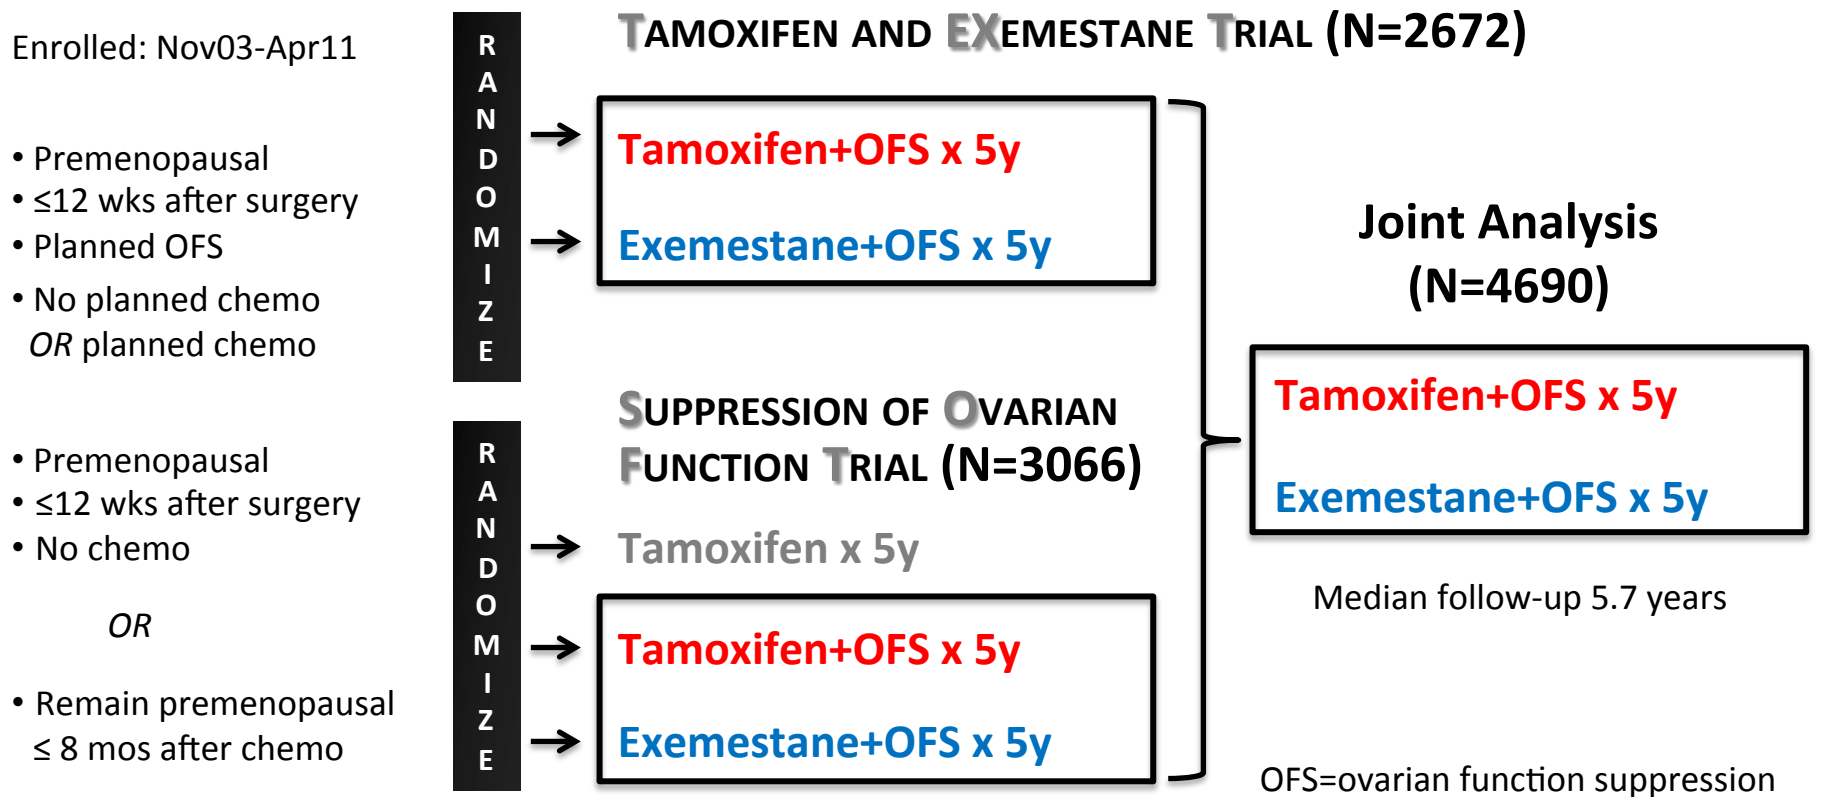 Enrolled: Nov03-Apr11
• Premenopausal
• ≤12 wks after surgery
• Planned OFS
• No planned chemo
OR planned chemo
RANDOMIZE
TAMOXIFEN AND EXEMESTANE TRIAL (N=2672)
Tamoxifen+OFS x 5y
Exemestane+OFS x 5y
• Premenopausal
• ≤12 wks after surgery
• No chemo
OR
• Remain premenopausal
≤ 8 mos after chemo
RANDOMIZE
SUPPRESSION OF OVARIAN
FUNCTION TRIAL (N=3066)
Tamoxifen x 5y
Tamoxifen+OFS x 5y
Exemestane+OFS x 5y
Joint Analysis
(N=4690)
Tamoxifen+OFS x 5y
Exemestane+OFS x 5y
Median follow-up 5.7 years
OFS=ovarian function suppression